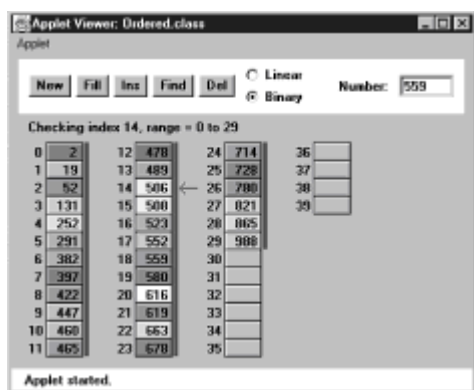 Applet Viewer: Ordered.class
Applet
New Fill Ins Find Del Linear Binary Number: 559
Checking index 14, range = 0 to 29
0 2 12 478 24 714 36
1 19 13 489 25 728 37
2 52 14 506 26 780 38
3 131 15 508 27 821 39
4 252 16 523 28 865
5 291 17 552 29 988
6 382 18 559 30
7 397 19 580 31
8 422 20 616 32
9 447 21 619 33
10 460 22 663 34
11 465 23 678 35
Applet started.